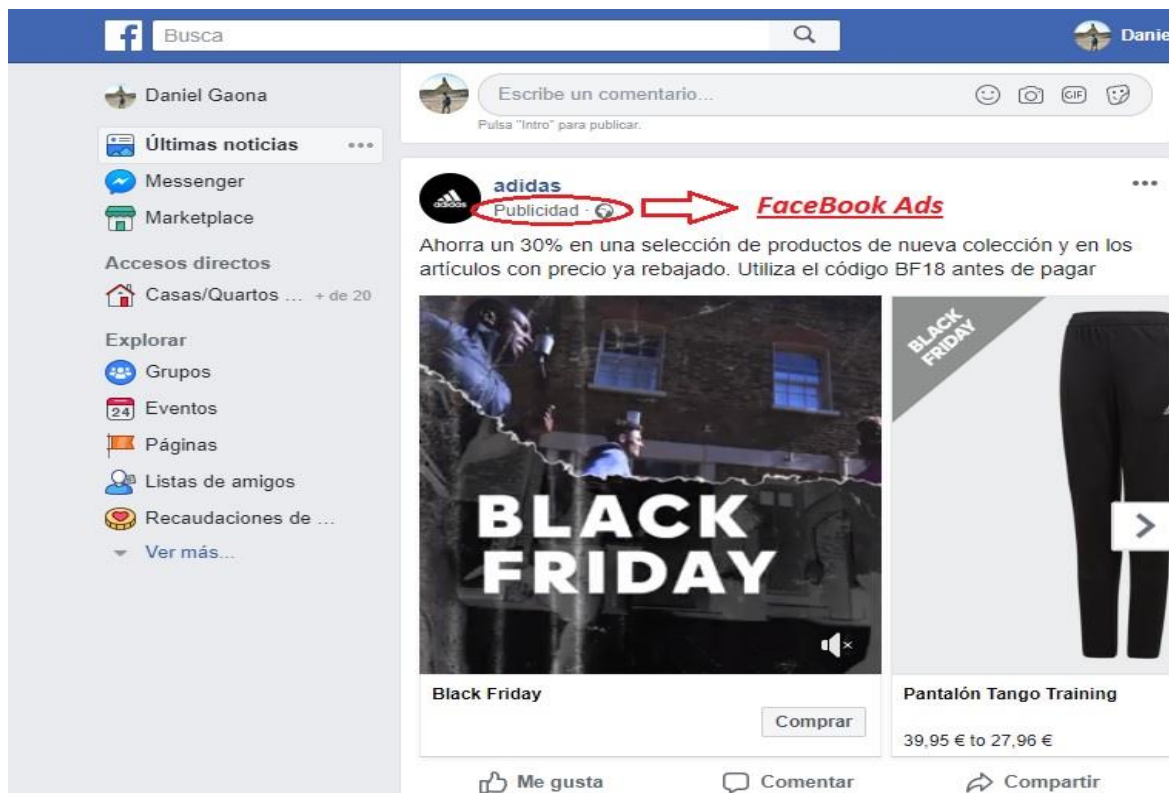 Busca
Danie
Daniel Gaona
Últimas noticias
Messenger
Marketplace
Accesos directos
Casas/Quartos ... + de 20
Explorar
Grupos
24 Eventos
Páginas
Listas de amigos
Recaudaciones de ...
Ver más...
Escribe un comentario...
GIF
Pulsa "Intro" para publicar.
adidas
adidas
Publicidad ·
FaceBook Ads
Ahorra un 30% en una selección de productos de nueva colección y en los
artículos con precio ya rebajado. Utiliza el código BF18 antes de pagar
BLACK
FRIDAY
BLACK
FRIDAY
Black Friday
Comprar
Pantalón Tango Training
39,95 € to 27,96 €
Me gusta
Comentar
Compartir